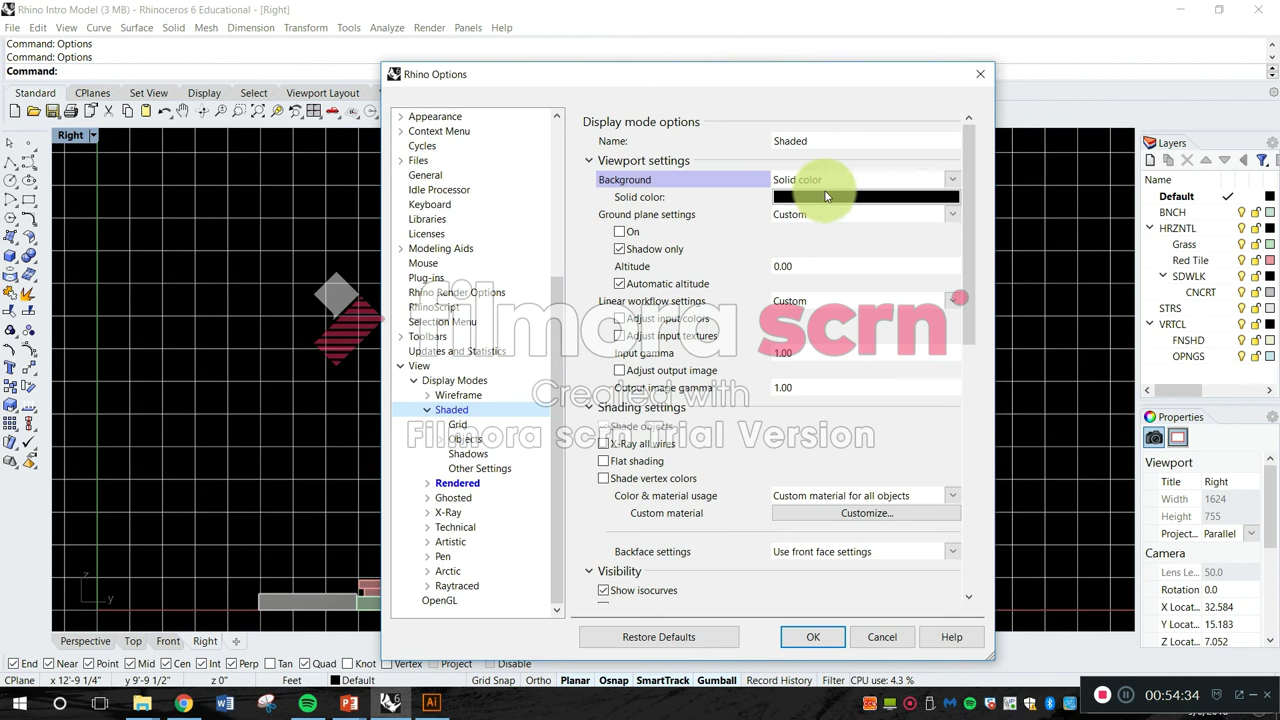 Rhino Intro Model (3 MB) - Rhinoceros 6 Educational - [Right]
File Edit View Curve Surface Solid Mesh Dimension Transform Tools Analyze Render Panels Help
Command: Options
Command: Options
Command:
Standard CPlanes Set View Display Select Viewport Layout
Right
Rhino Options
Appearance
Context Menu
Cycles
Files
General
Idle Processor
Keyboard
Libraries
Licenses
Modeling Aids
Mouse
Plug-ins
Rhino Render Options
RhinoScript
Selection Menu
Toolbars
Updates and Statistics
View
Display Modes
Wireframe
Shaded
Grid
Objects
Shadows
Other Settings
Rendered
Ghosted
X-Ray
Technical
Artistic
Pen
Arctic
Raytraced
OpenGL
Display mode options
Name: Shaded
Viewport settings
Background Solid color
Solid color:
Ground plane settings Custom
On
Shadow only
Altitude 0.00
Automatic altitude
Linear workflow settings Custom
Adjust input colors
Adjust input textures
Input gamma 1.00
Adjust output image
Output image gamma 1.00
Shading settings
Shade objects
X-Ray all wires
Flat shading
Shade vertex colors
Color & material usage Custom material for all objects
Custom material Customize...
Backface settings Use front face settings
Visibility
Show isocurves
Restore Defaults OK Cancel Help
filmora scrn
Created with
Filmora scrn Trial Version
Layers
Name
Default
BNCH
HRZNTL
Grass
Red Tile
SDWLK
CNCRT
STRS
VRTCL
FNSHD
OPNGS
Properties
Viewport
Title Right
Width 1624
Height 755
Project... Parallel
Camera
Lens Le... 50.0
Rotation 0.0
X Locat... 32.584
Y Locat... 15.183
Z Locat... 7.052
z
y
Perspective Top Front Right
End Near Point Mid Cen Int Perp Tan Quad Knot Vertex Project Disable
CPlane x 12'-9 1/4" y 9'-9 1/2" z 0" Feet Default Grid Snap Ortho Planar Osnap SmartTrack Gumball Record History Filter CPU use: 4.3 %
00:54:34